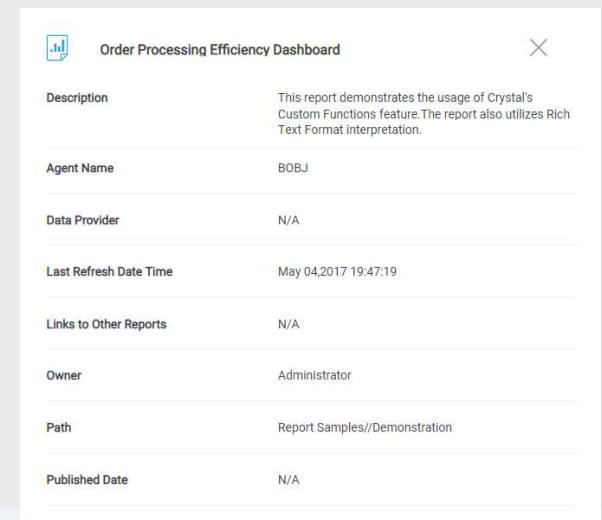 Order Processing Efficiency Dashboard
Description
This report demonstrates the usage of Crystal's
Custom Functions feature.The report also utilizes Rich
Text Format interpretation.
Agent Name
BOBJ
Data Provider
N/A
Last Refresh Date Time
May 04,2017 19:47:19
Links to Other Reports
N/A
Owner
Administrator
Path
Report Samples//Demonstration
Published Date
N/A